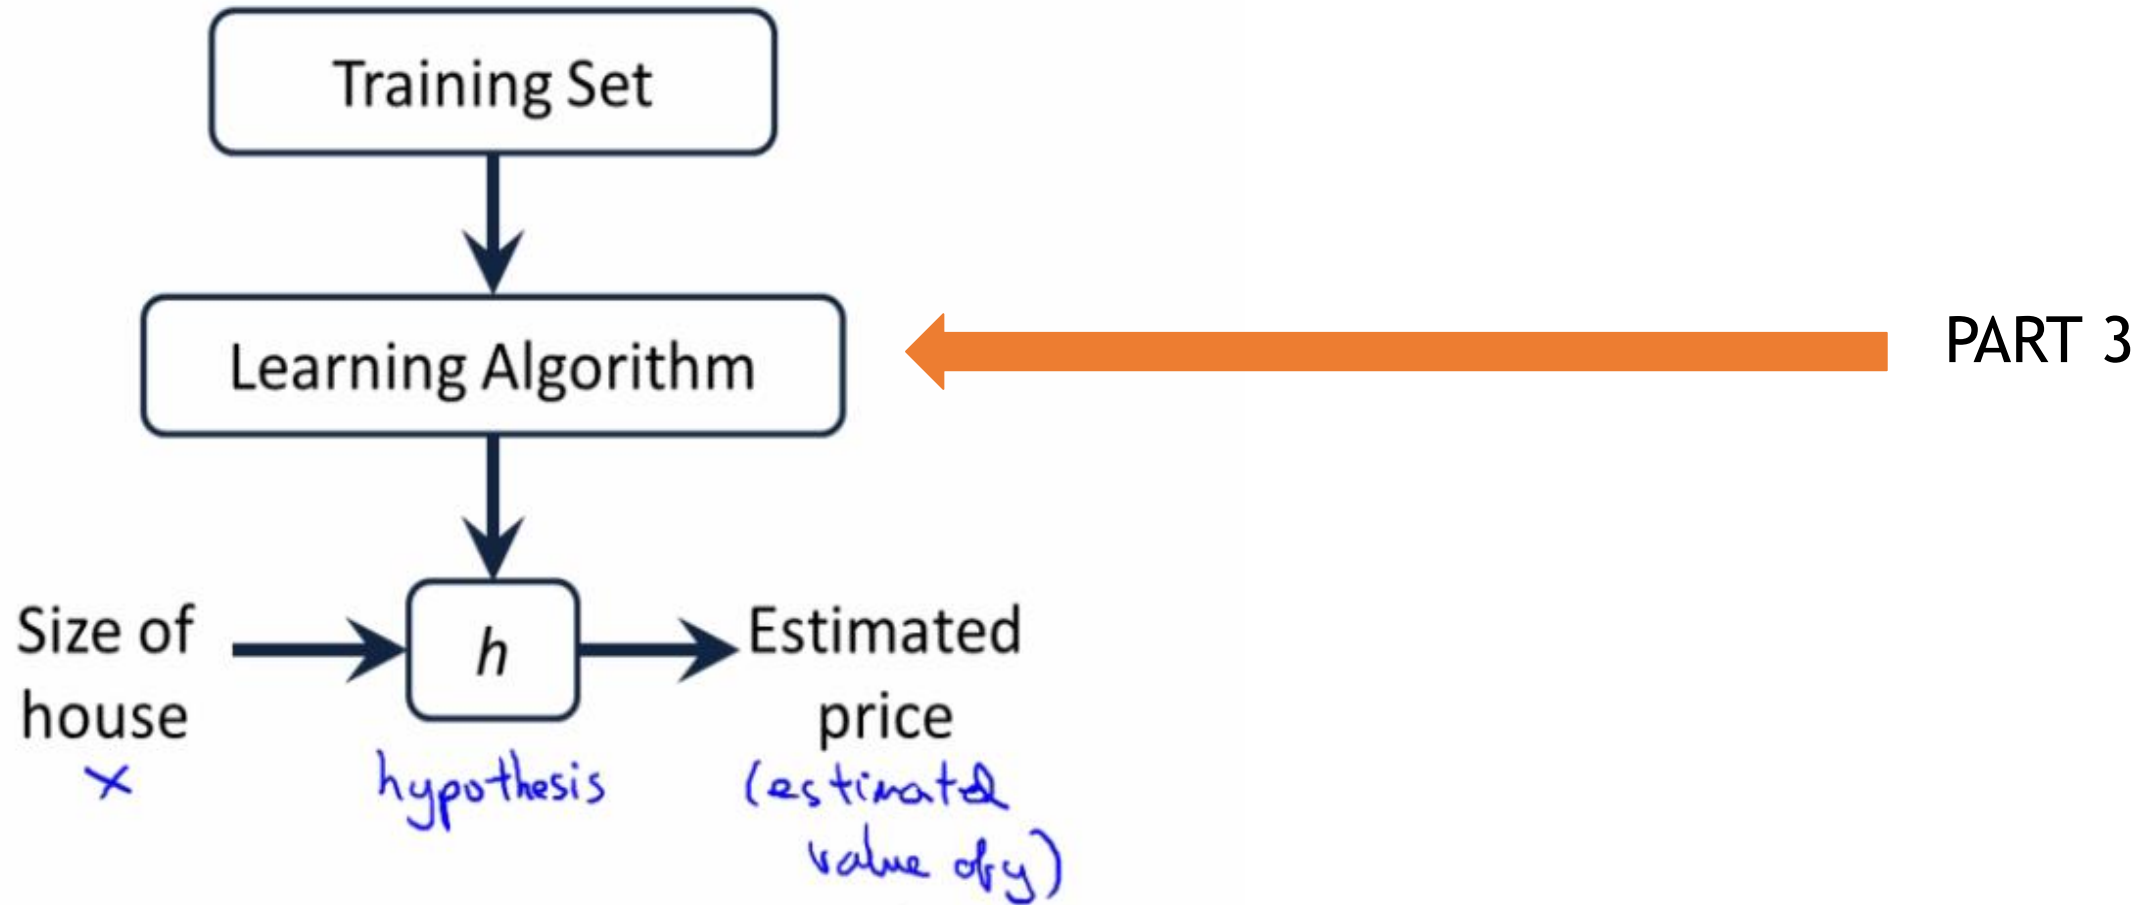 Training Set
Learning Algorithm
PART 3
Size of
house
x
h
hypothesis
Estimated
price
(estimated
value of y)